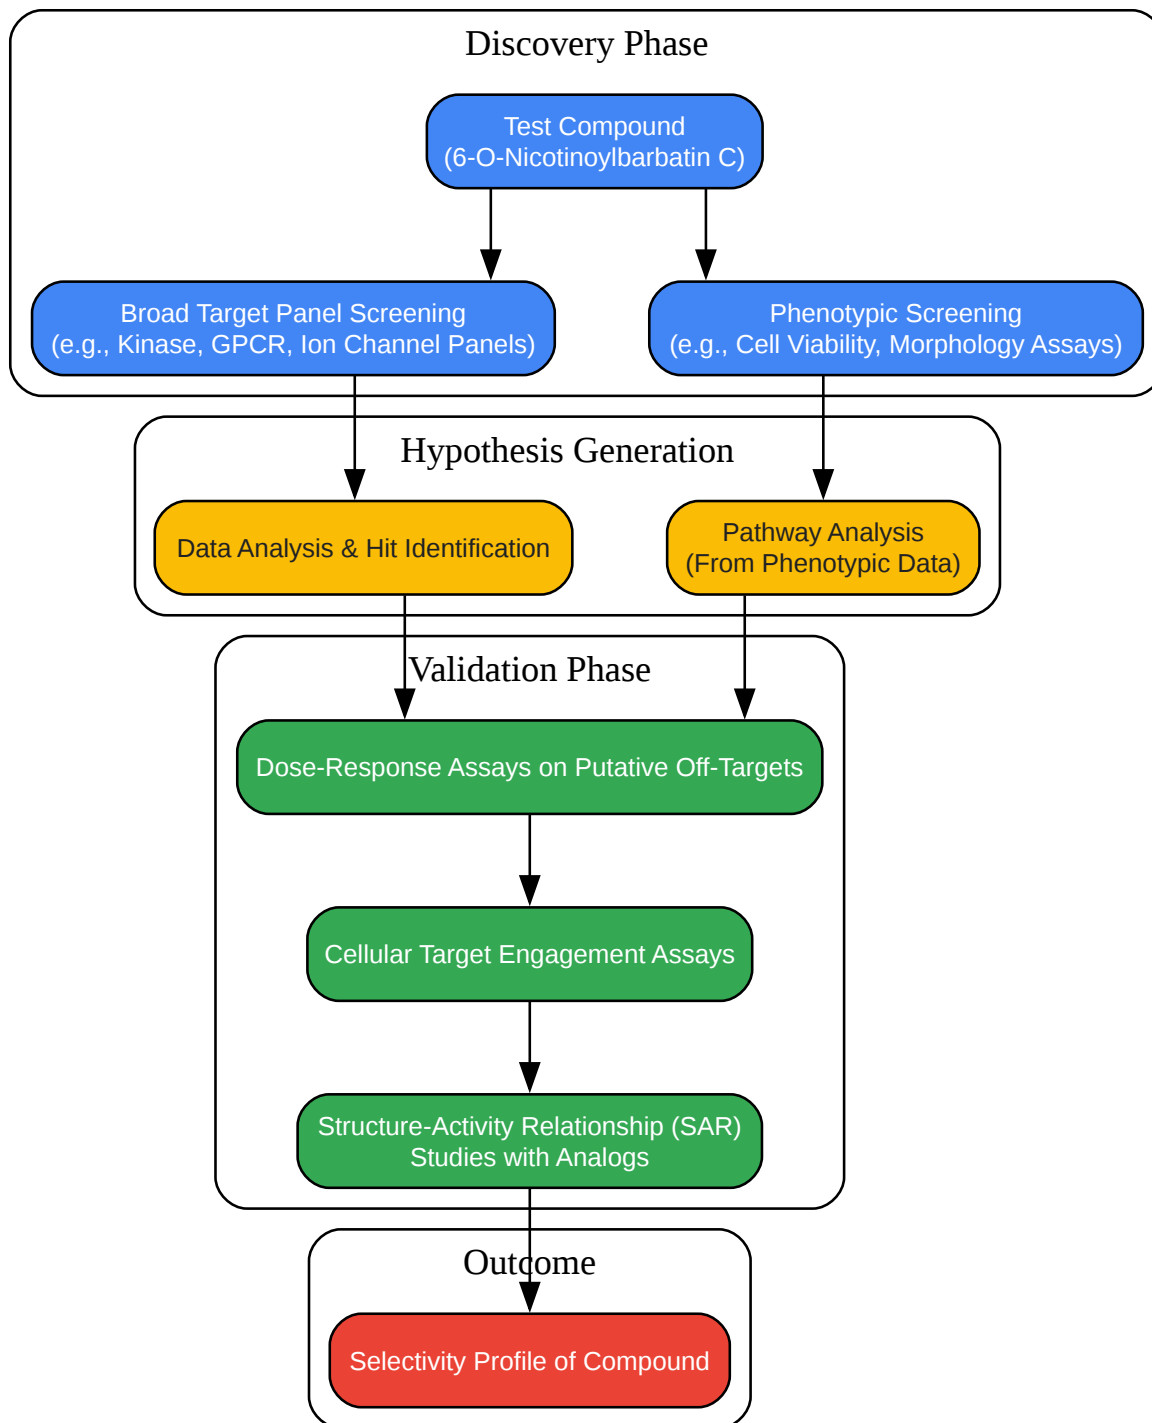 Discovery Phase
Test Compound
(6-O-Nicotinoylbarbatin C)
Broad Target Panel Screening
(e.g., Kinase, GPCR, Ion Channel Panels)
Phenotypic Screening
(e.g., Cell Viability, Morphology Assays)
Hypothesis Generation
Data Analysis & Hit Identification
Pathway Analysis
(From Phenotypic Data)
Validation Phase
Dose-Response Assays on Putative Off-Targets
Cellular Target Engagement Assays
Structure-Activity Relationship (SAR)
Studies with Analogs
Outcome
Selectivity Profile of Compound